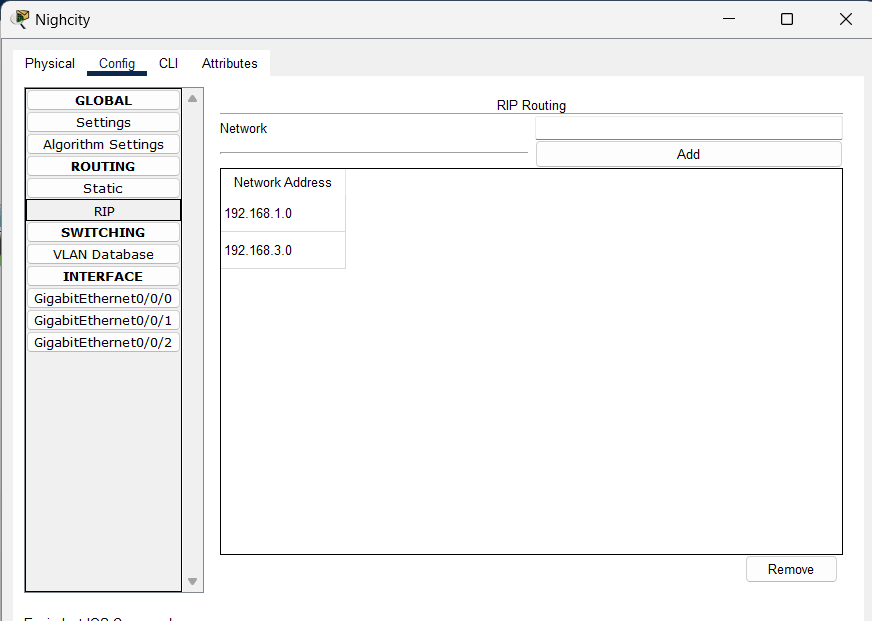 Nighcity
Physical Config CLI Attributes
GLOBAL
Settings
Algorithm Settings
ROUTING
Static
RIP
SWITCHING
VLAN Database
INTERFACE
GigabitEthernet0/0/0
GigabitEthernet0/0/1
GigabitEthernet0/0/2
RIP Routing
Network
Add
Network Address
192.168.1.0
192.168.3.0
Remove